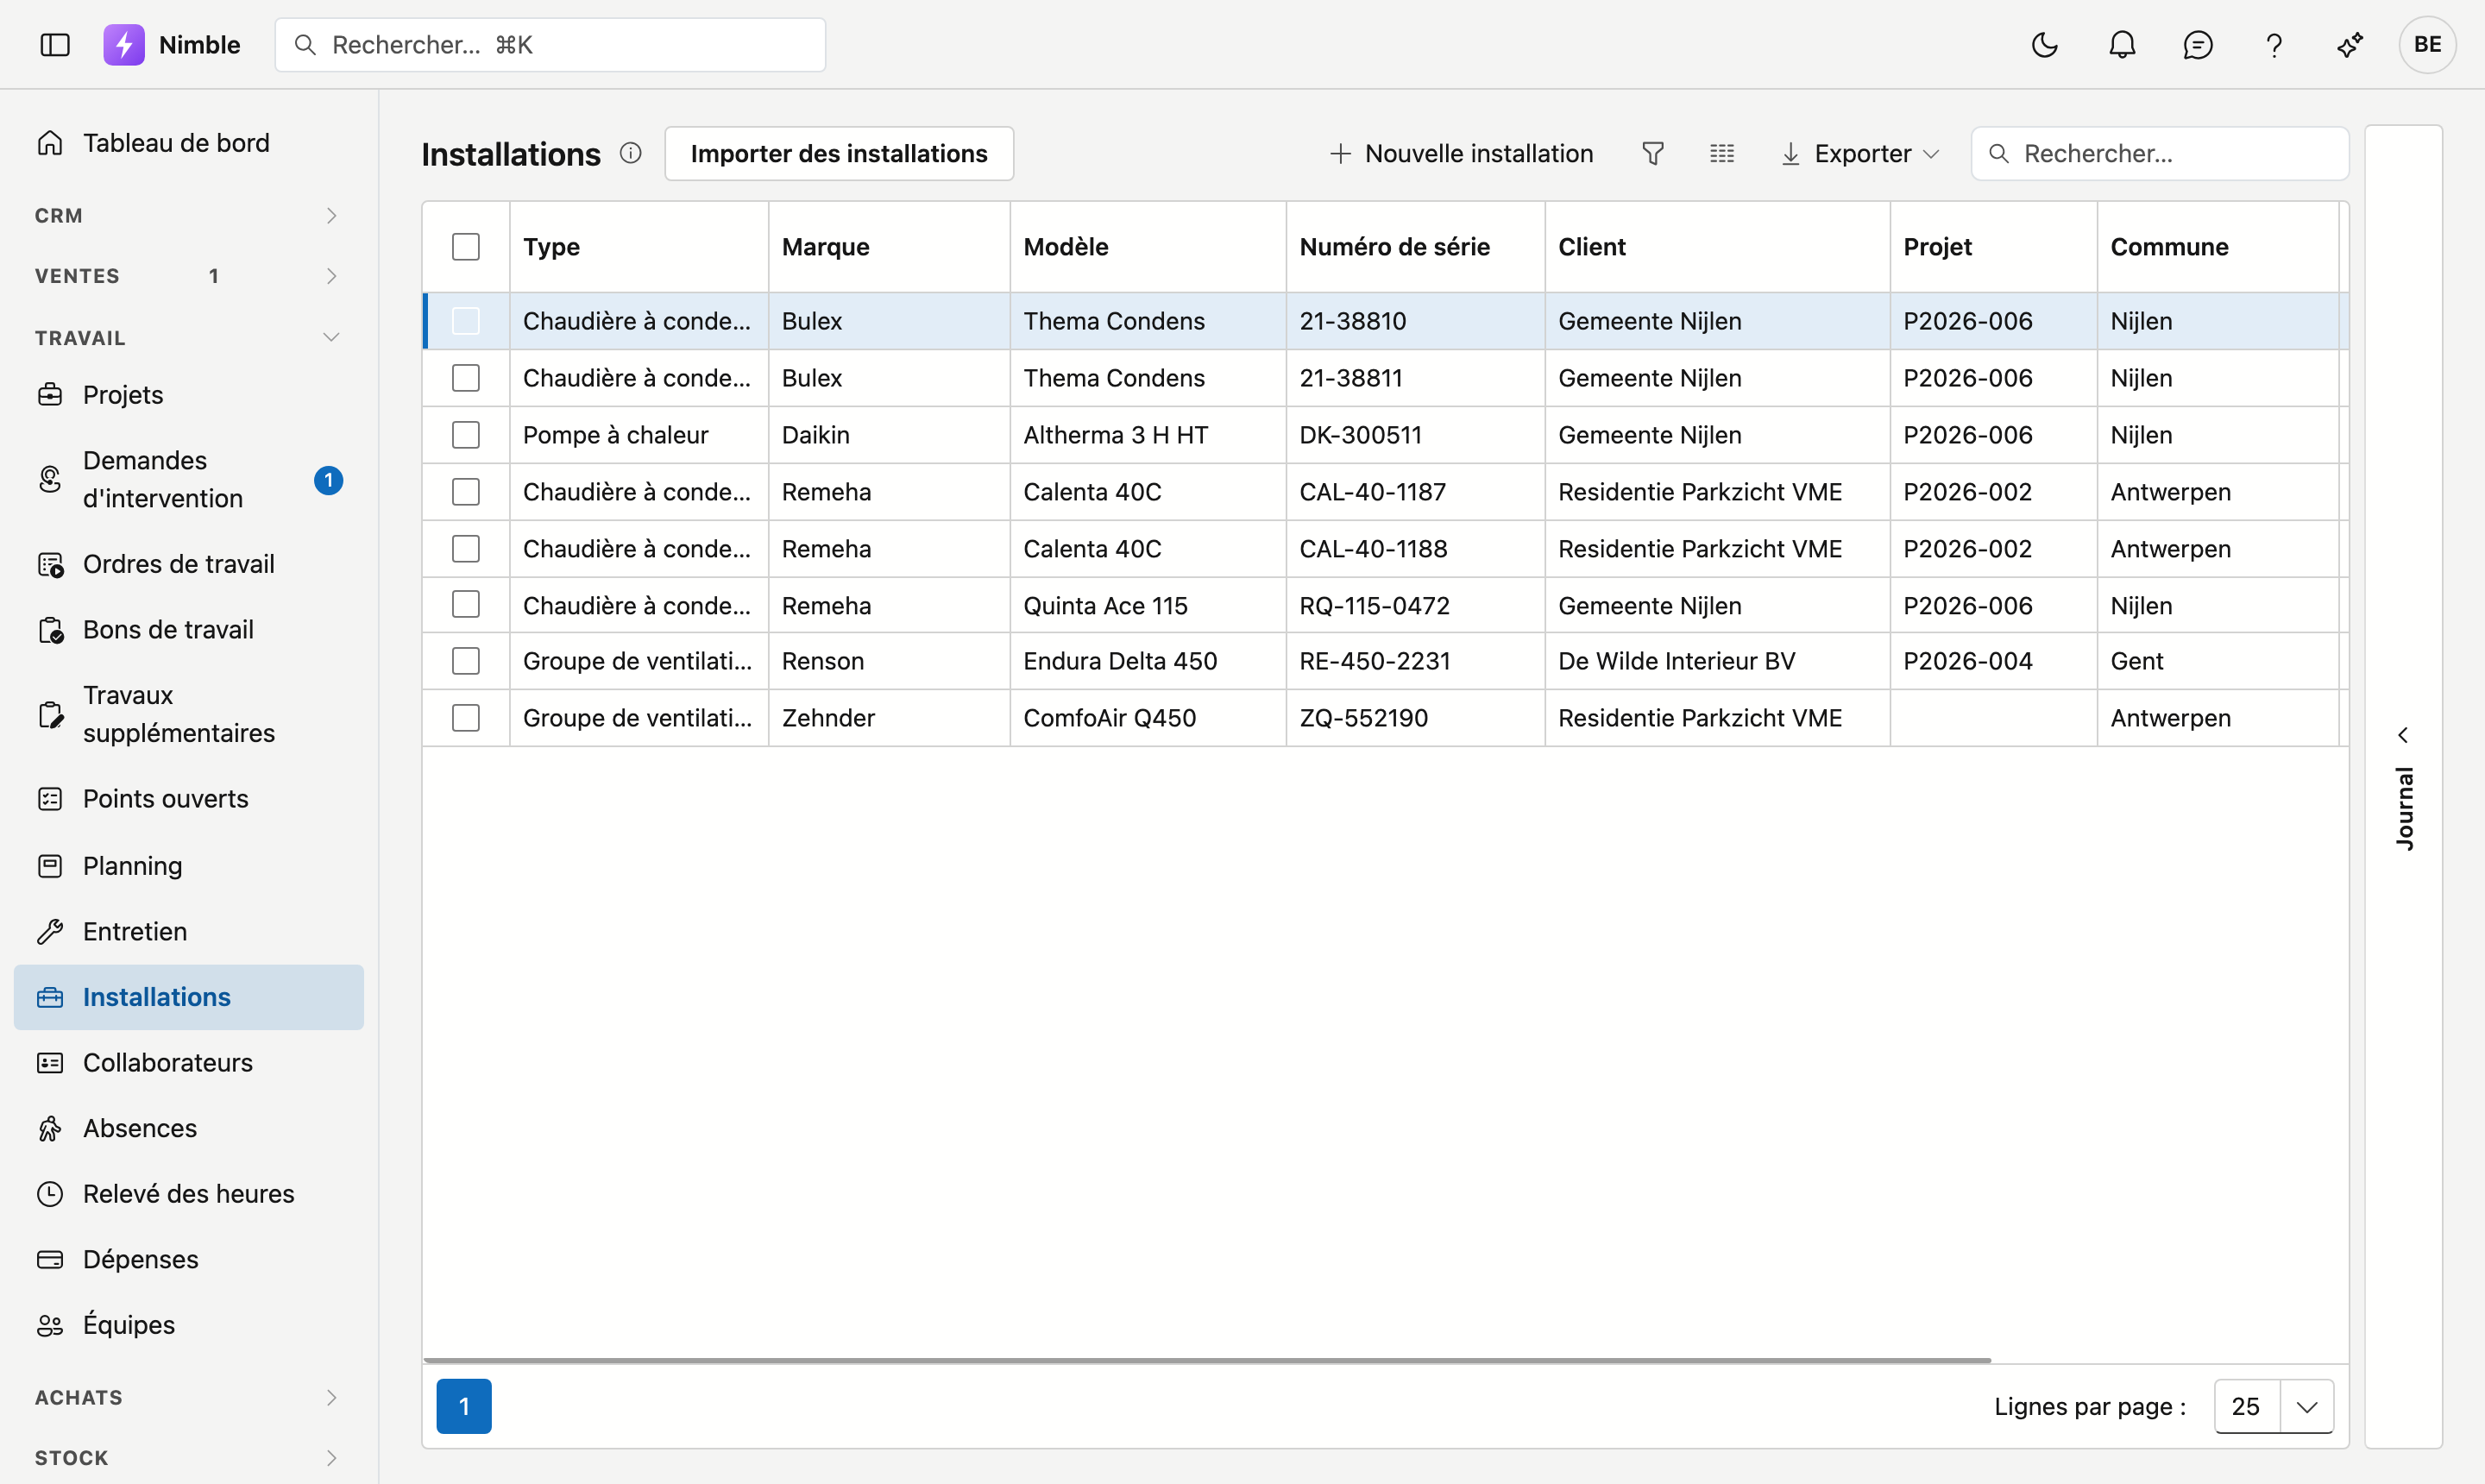 Nimble
Rechercher... ⌘K
BE
Tableau de bord
CRM
VENTES 1
TRAVAIL
Projets
Demandes
d'intervention
1
Ordres de travail
Bons de travail
Travaux
supplémentaires
Points ouverts
Planning
Entretien
Installations
Collaborateurs
Absences
Relevé des heures
Dépenses
Équipes
ACHATS
STOCK
Installations
Importer des installations
Nouvelle installation
Exporter
Rechercher...
Type Marque Modèle Numéro de série Client Projet Commune
Chaudière à conde... Bulex Thema Condens 21-38810 Gemeente Nijlen P2026-006 Nijlen
Chaudière à conde... Bulex Thema Condens 21-38811 Gemeente Nijlen P2026-006 Nijlen
Pompe à chaleur Daikin Altherma 3 H HT DK-300511 Gemeente Nijlen P2026-006 Nijlen
Chaudière à conde... Remeha Calenta 40C CAL-40-1187 Residentie Parkzicht VME P2026-002 Antwerpen
Chaudière à conde... Remeha Calenta 40C CAL-40-1188 Residentie Parkzicht VME P2026-002 Antwerpen
Chaudière à conde... Remeha Quinta Ace 115 RQ-115-0472 Gemeente Nijlen P2026-006 Nijlen
Groupe de ventilati... Renson Endura Delta 450 RE-450-2231 De Wilde Interieur BV P2026-004 Gent
Groupe de ventilati... Zehnder ComfoAir Q450 ZQ-552190 Residentie Parkzicht VME Antwerpen
1
Lignes par page : 25
Journal